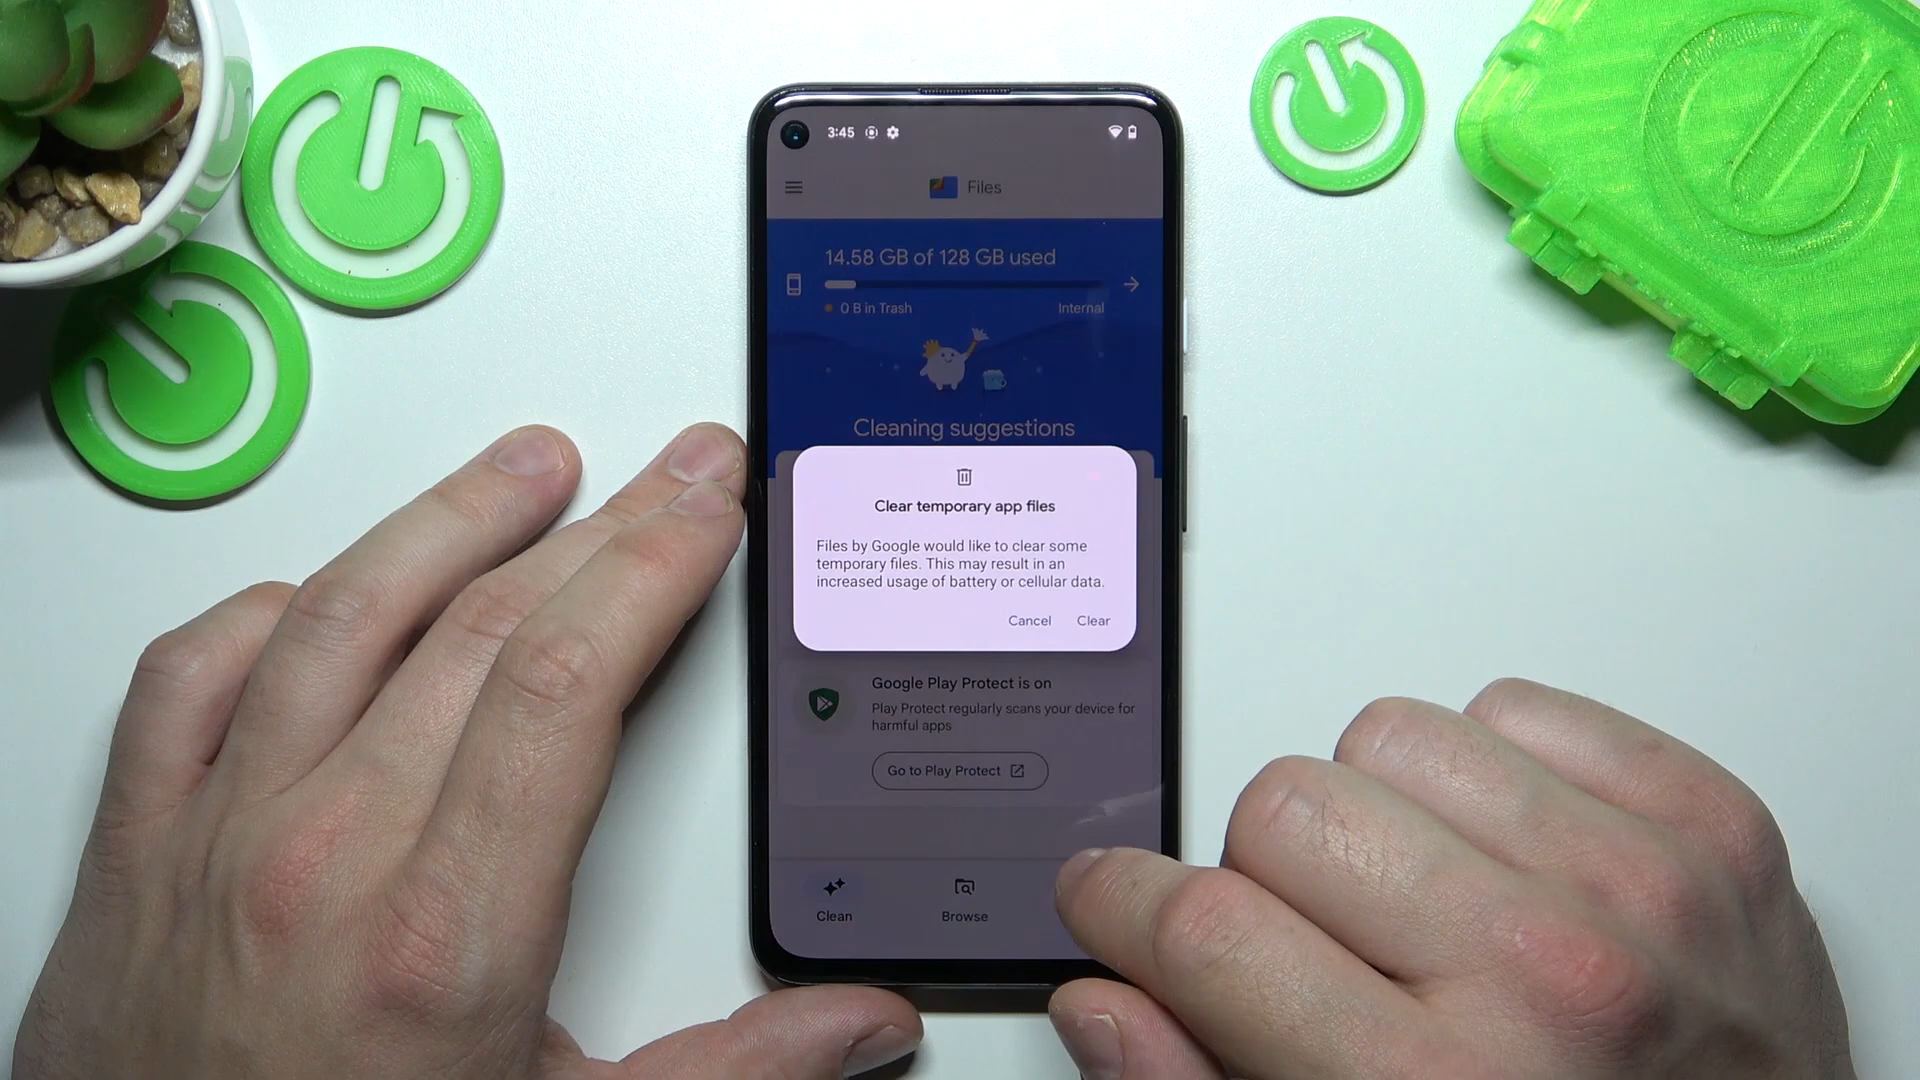 3:45
Files
14.58 GB of 128 GB used
0 B in Trash
Internal
Cleaning suggestions
Clear temporary app files
Files by Google would like to clear some
temporary files. This may result in an
increased usage of battery or cellular data.
Cancel
Clear
Google Play Protect is on
Play Protect regularly scans your device for
harmful apps
Go to Play Protect
Clean
Browse